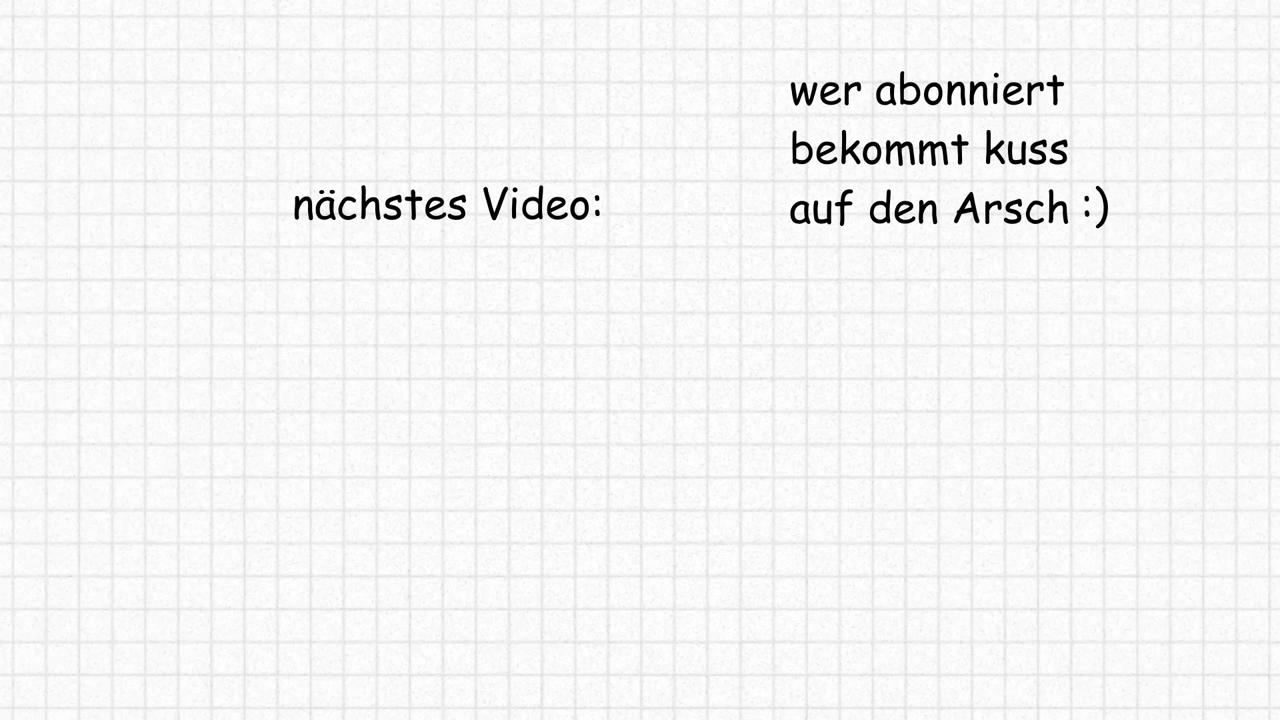 nächstes Video:
wer abonniert
bekommt kuss
auf den Arsch :)